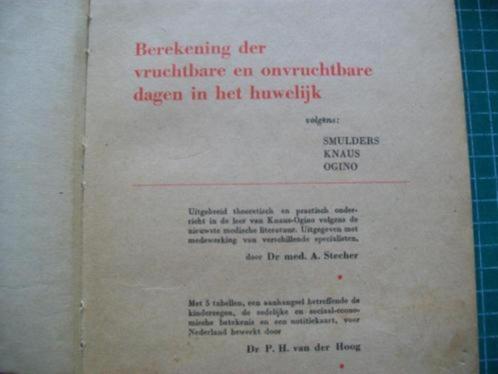 Berekening der
vruchtbare en onvruchtbare
dagen in het huwelijk
volgens:
SMULDERS
KNAUS
OGINO
Uitgebreid theoretisch en practisch onder-
richt in de leer van Knaus-Ogino volgens de
nieuwste medische literatuur. Uitgegeven met
medewerking van verschillende specialisten,
door Dr med. A. Stecher
Met 5 tabellen, een aanhangsel betreffende de
kinderzegen, de zedelijke en sociaal-econo-
mische betekenis en een notitiekaart, voor
Nederland bewerkt door
Dr P. H. van der Hoog